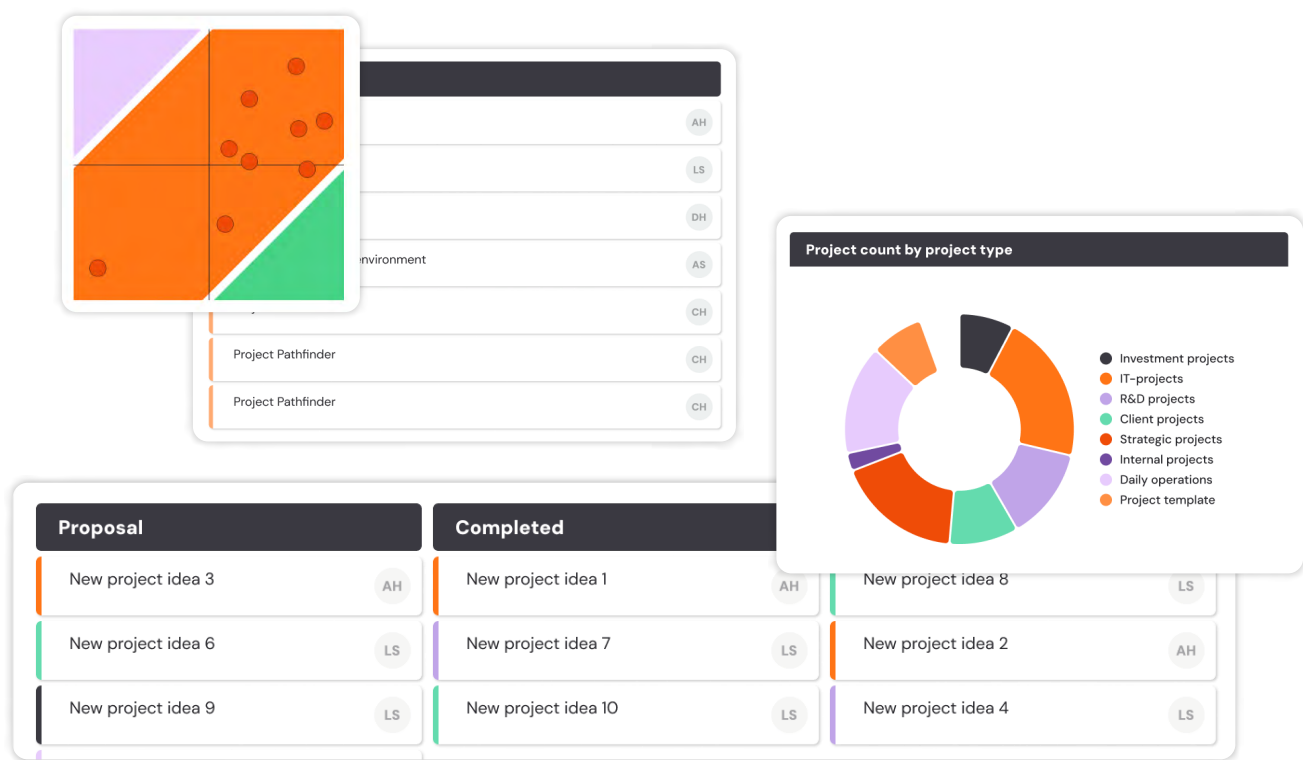 AH
LS
DH
environment
AS
CH
Project Pathfinder
CH
Project Pathfinder
CH
Project count by project type
Investment projects
IT-projects
R&D projects
Client projects
Strategic projects
Internal projects
Daily operations
Project template
Proposal
New project idea 3
AH
New project idea 6
LS
New project idea 9
LS
Completed
New project idea 1
AH
New project idea 7
LS
New project idea 10
LS
New project idea 8
LS
New project idea 2
AH
New project idea 4
LS